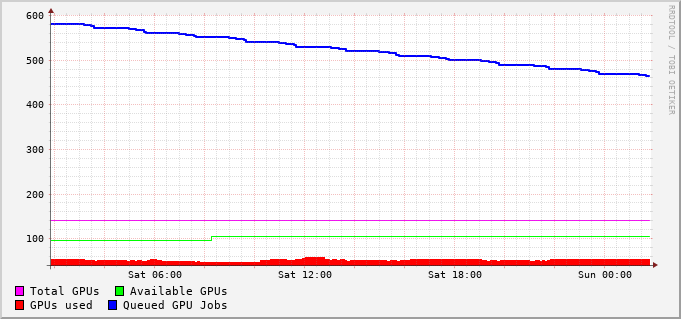 600
500
400
300
200
100
Sat 06:00 Sat 12:00 Sat 18:00 Sun 00:00
Total GPUs Available GPUs
GPUs used Queued GPU Jobs
RRDTOOL / TOBI OETIKER